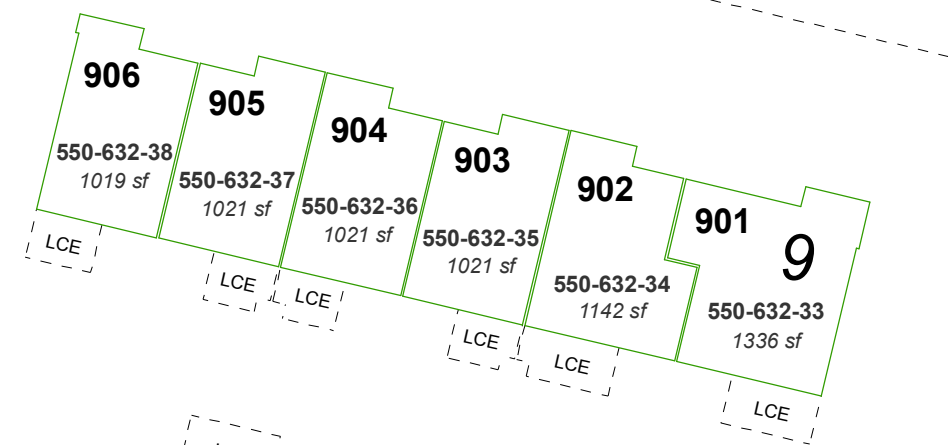 906
550-632-38
1019 sf
LCE
905
550-632-37
1021 sf
LCE
904
550-632-36
1021 sf
LCE
903
550-632-35
1021 sf
LCE
902
550-632-34
1142 sf
LCE
901
9
550-632-33
1336 sf
LCE